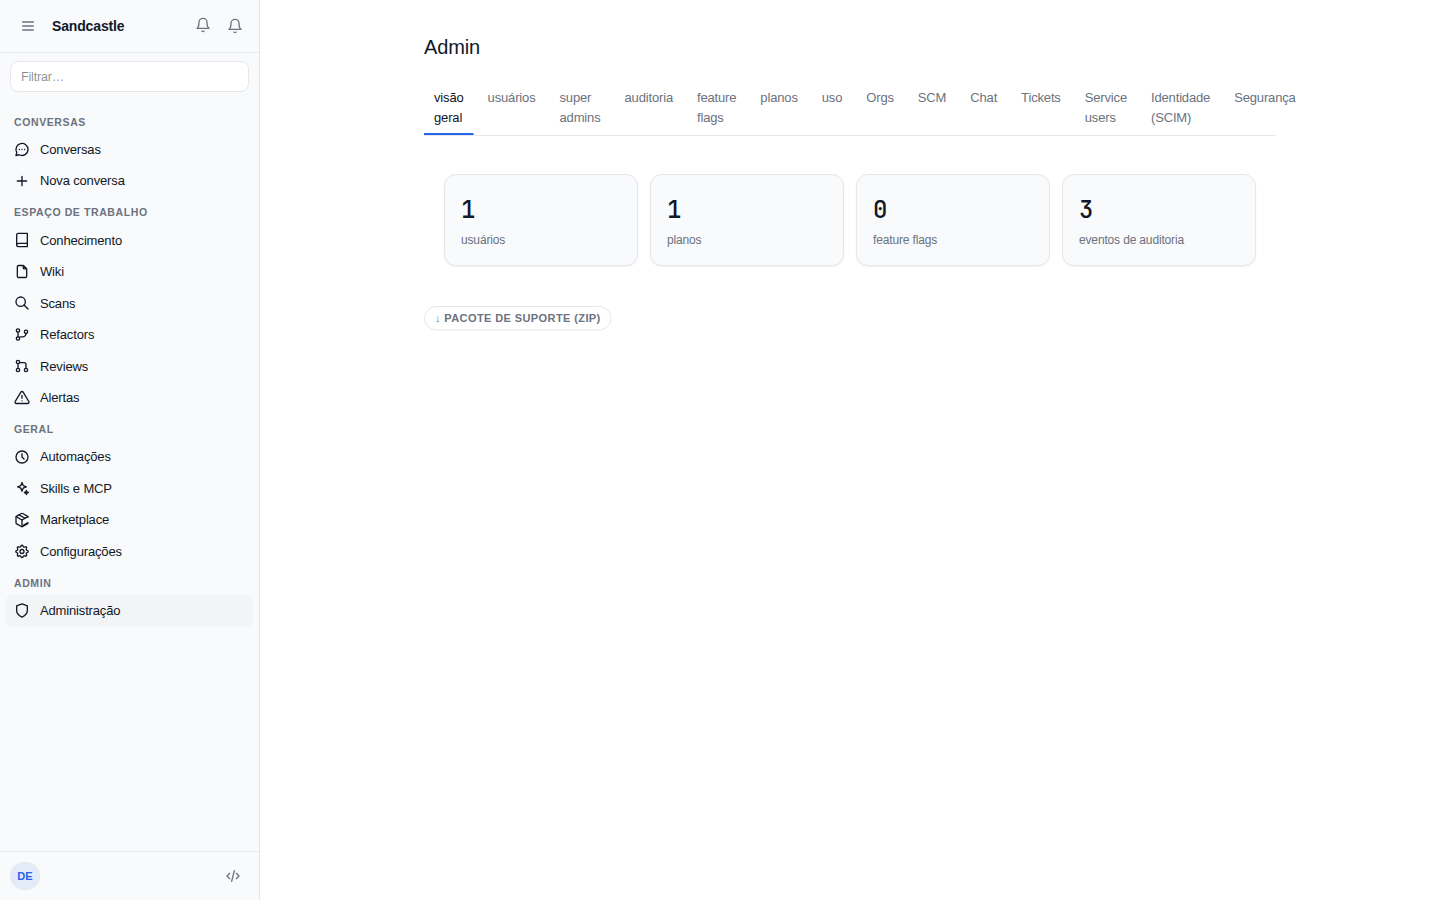 Sandcastle
Filtrar…
CONVERSAS
Conversas
Nova conversa
ESPAÇO DE TRABALHO
Conhecimento
Wiki
Scans
Refactors
Reviews
Alertas
GERAL
Automações
Skills e MCP
Marketplace
Configurações
ADMIN
Administração
DE
Admin
visão geral
usuários
super admins
auditoria
feature flags
planos
uso
Orgs
SCM
Chat
Tickets
Service users
Identidade (SCIM)
Segurança
1
usuários
1
planos
0
feature flags
3
eventos de auditoria
↓ PACOTE DE SUPORTE (ZIP)